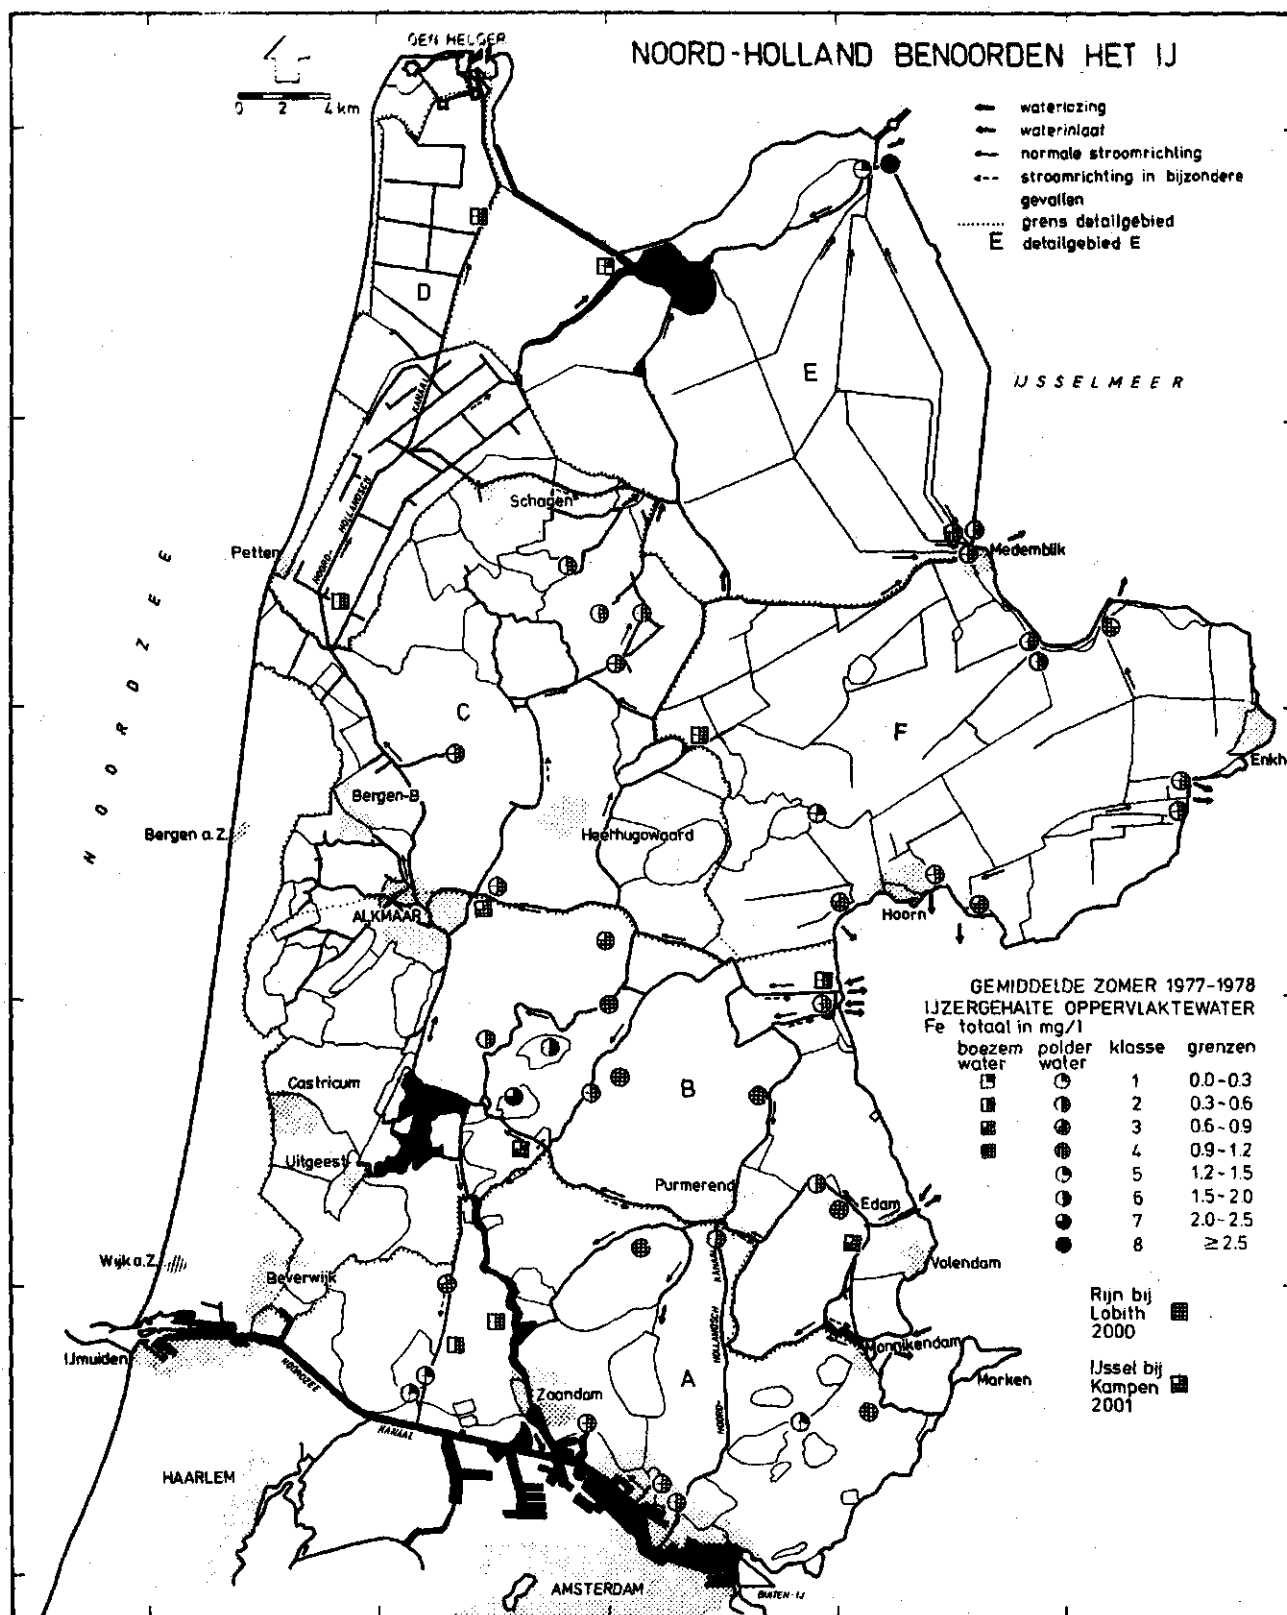 DEN HELDER
NOORD-HOLLAND BENOORDEN HET IJ
0 2 4 km
waterlozing
waterinlaat
normale stroomrichting
stroomrichting in bijzondere
gevallen
grens detailgebied
E detailgebied E
D
E
IJSSELMEER
KANAAL
HOLLANDSCH
NOORD-
Schagen
Petten
Medemblik
NOORDZEE
C
F
Enkh
Bergen-B
Bergen a.Z.
Heerhugowaard
ALKMAAR
Hoorn
GEMIDDELDE ZOMER 1977-1978
IJZERGEHALTE OPPERVLAKTEWATER
Fe totaal in mg/l
boezem water polder water klasse grenzen
1 0.0-0.3
2 0.3-0.6
3 0.6-0.9
4 0.9-1.2
5 1.2-1.5
6 1.5-2.0
7 2.0-2.5
8 ≥2.5
Castricum
B
Uitgeest
Purmerend
Edam
Volendam
Wijk a.Z.
Beverwijk
Rijn bij
Lobith
2000
IJssel bij
Kampen
2001
IJmuiden
NOORDZEE
KANAAL
Monnikendam
Marken
KANAAL
HOLLANDSCH
NOORD-
A
Zaandam
HAARLEM
AMSTERDAM
BUITEN-IJ